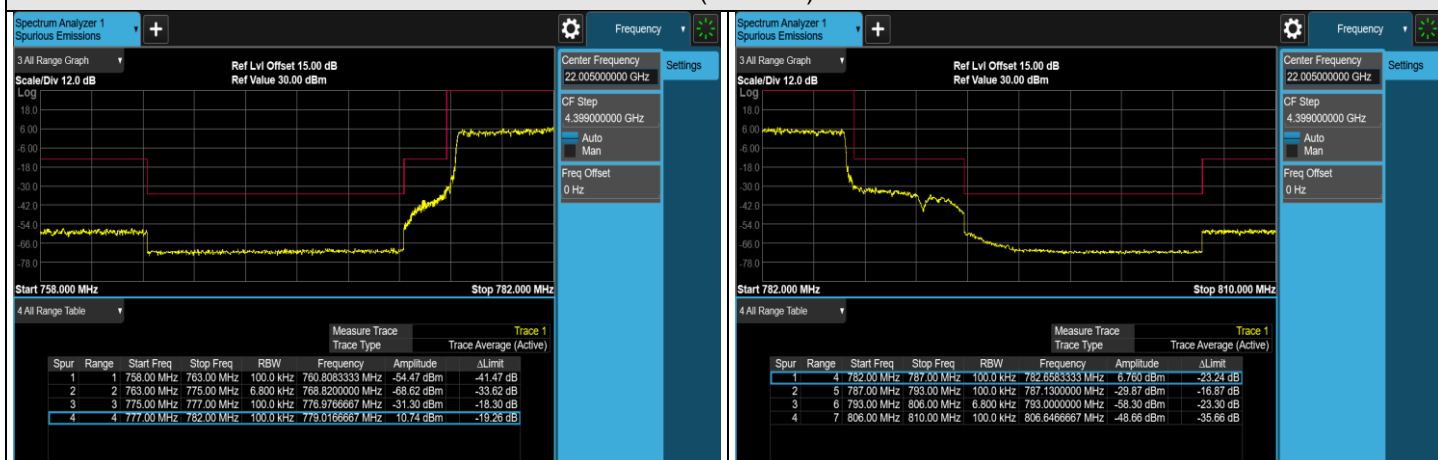 Spectrum Analyzer 1
Spurious Emissions
+
Frequency
3 All Range Graph
Ref Lvl Offset 15.00 dB
Scale/Div 12.0 dB
Ref Value 30.00 dBm
Log
18.0
6.00
-6.00
-18.0
-30.0
-42.0
-54.0
-66.0
-78.0
Start 758.000 MHz
Stop 782.000 MHz
Center Frequency
22.005000000 GHz
Settings
CF Step
4.399000000 GHz
Auto
Man
Freq Offset
0 Hz
4 All Range Table
Measure Trace Trace 1
Trace Type Trace Average (Active)
Spur Range Start Freq Stop Freq RBW Frequency Amplitude ΔLimit
1 1 758.00 MHz 763.00 MHz 100.0 kHz 760.8083333 MHz -54.47 dBm -41.47 dB
2 2 763.00 MHz 775.00 MHz 6.800 kHz 768.8200000 MHz -68.62 dBm -33.62 dB
3 3 775.00 MHz 777.00 MHz 100.0 kHz 776.9766667 MHz -31.30 dBm -18.30 dB
4 4 777.00 MHz 782.00 MHz 100.0 kHz 779.0166667 MHz 10.74 dBm -19.26 dB
Spectrum Analyzer 1
Spurious Emissions
+
Frequency
3 All Range Graph
Ref Lvl Offset 15.00 dB
Scale/Div 12.0 dB
Ref Value 30.00 dBm
Log
18.0
6.00
-6.00
-18.0
-30.0
-42.0
-54.0
-66.0
-78.0
Start 782.000 MHz
Stop 810.000 MHz
Center Frequency
22.005000000 GHz
Settings
CF Step
4.399000000 GHz
Auto
Man
Freq Offset
0 Hz
4 All Range Table
Measure Trace Trace 1
Trace Type Trace Average (Active)
Spur Range Start Freq Stop Freq RBW Frequency Amplitude ΔLimit
1 4 782.00 MHz 787.00 MHz 100.0 kHz 782.6583333 MHz 6.760 dBm -23.24 dB
2 5 787.00 MHz 793.00 MHz 100.0 kHz 787.1300000 MHz -29.87 dBm -16.87 dB
3 6 793.00 MHz 806.00 MHz 6.800 kHz 793.0000000 MHz -58.30 dBm -23.30 dB
4 7 806.00 MHz 810.00 MHz 100.0 kHz 806.6466667 MHz -48.66 dBm -35.66 dB